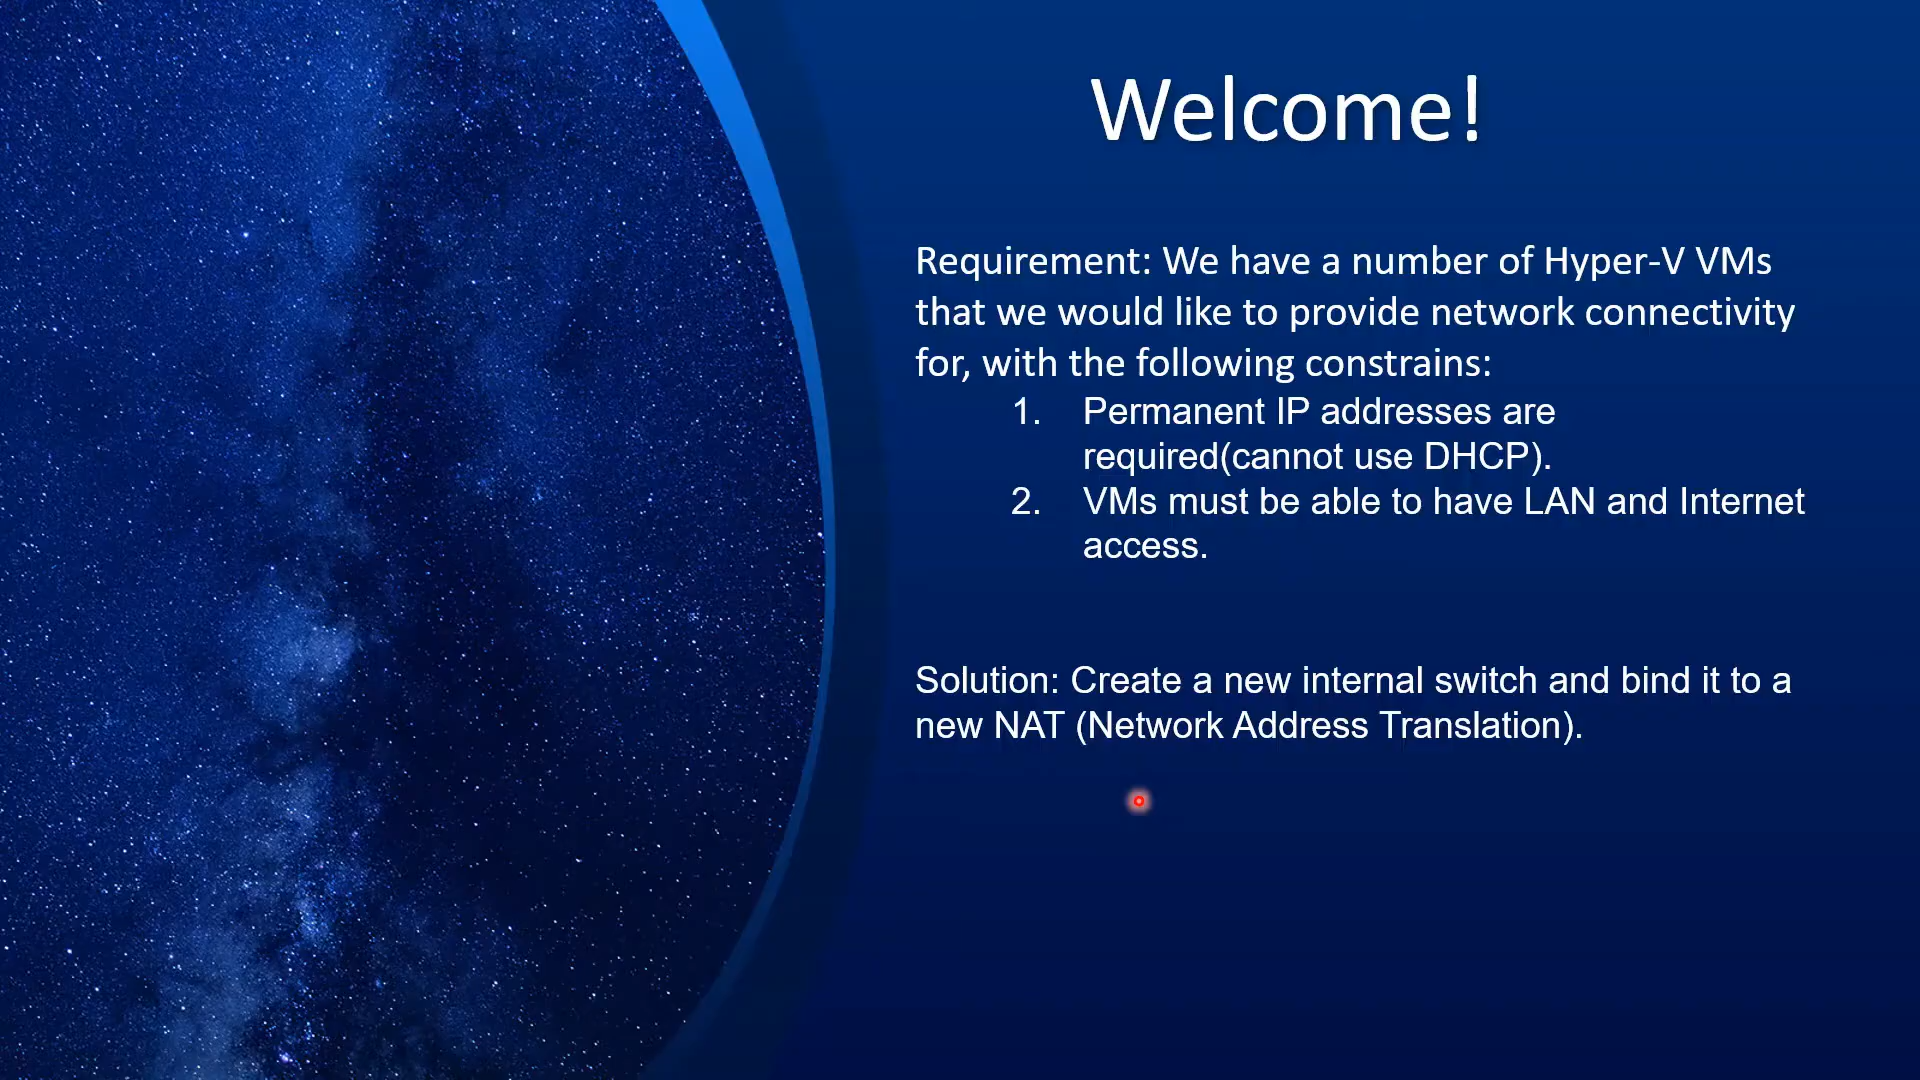 Welcome!
Requirement: We have a number of Hyper-V VMs
that we would like to provide network connectivity
for, with the following constrains:
1. Permanent IP addresses are
required(cannot use DHCP).
2. VMs must be able to have LAN and Internet
access.
Solution: Create a new internal switch and bind it to a
new NAT (Network Address Translation).